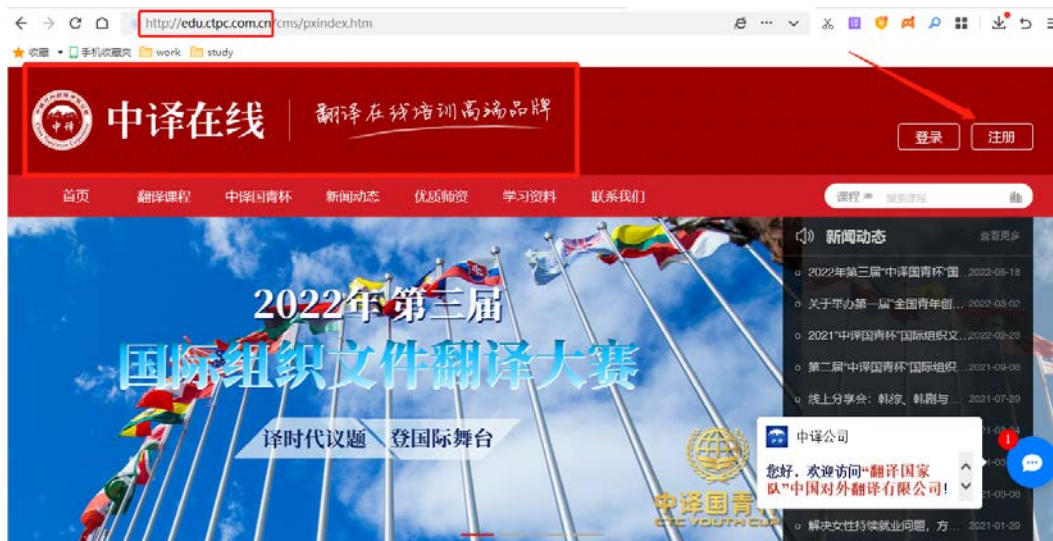 http://edu.ctpc.com.cn/cms/pxindex.htm
收藏 手机收藏夹 work study
中译在线 翻译在线培训高端品牌
登录 注册
首页 翻译课程 中译国青杯 新闻动态 优质师资 学习资料 联系我们 课程 搜索课程
新闻动态 查看更多
2022年第三届"中译国青杯"国... 2022-05-18
关于举办第一届"全国青年创... 2022-03-02
2021"中译国青杯"国际组织文... 2022-02-28
第二届"中译国青杯"国际组织... 2021-09-08
线上分享会：韩综、韩剧与... 2021-07-29
2022年 第三届
国际组织文件翻译大赛
译时代议题 登国际舞台
中译公司
1
您好，欢迎访问“翻译国家
队”中国对外翻译有限公司！
中译国青
CTC YOUTH CUP
解决女性持续就业问题，方... 2021-01-29